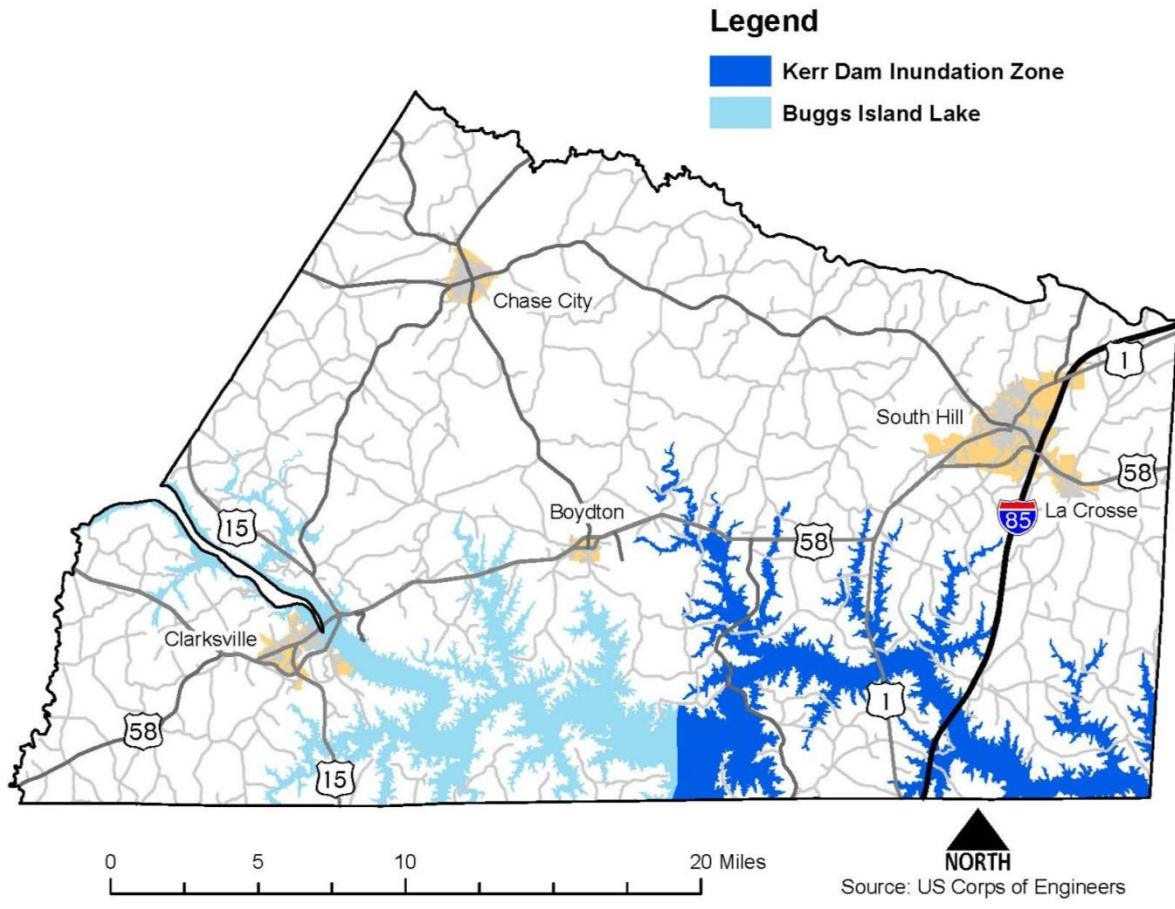 Legend
Kerr Dam Inundation Zone
Buggs Island Lake
Chase City
1
South Hill
58
La Crosse
85
Boydton
58
15
Clarksville
1
58
15
0 5 10 20 Miles
NORTH
Source: US Corps of Engineers